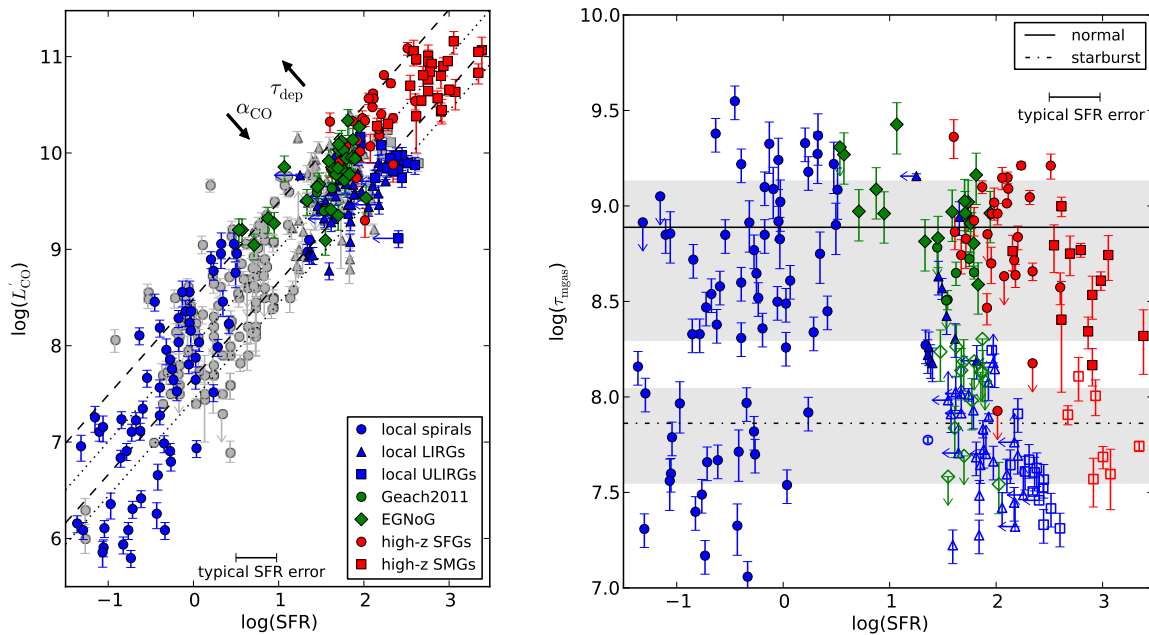 11
10
9
8
7
6
log(L′CO)
τdep
αCO
typical SFR error
local spirals
local LIRGs
local ULIRGs
Geach2011
EGNoG
high-z SFGs
high-z SMGs
−1
0
1
2
3
log(SFR)
10.0
9.5
9.0
8.5
8.0
7.5
7.0
log(τmgas)
normal
starburst
typical SFR error
−1
0
1
2
3
log(SFR)